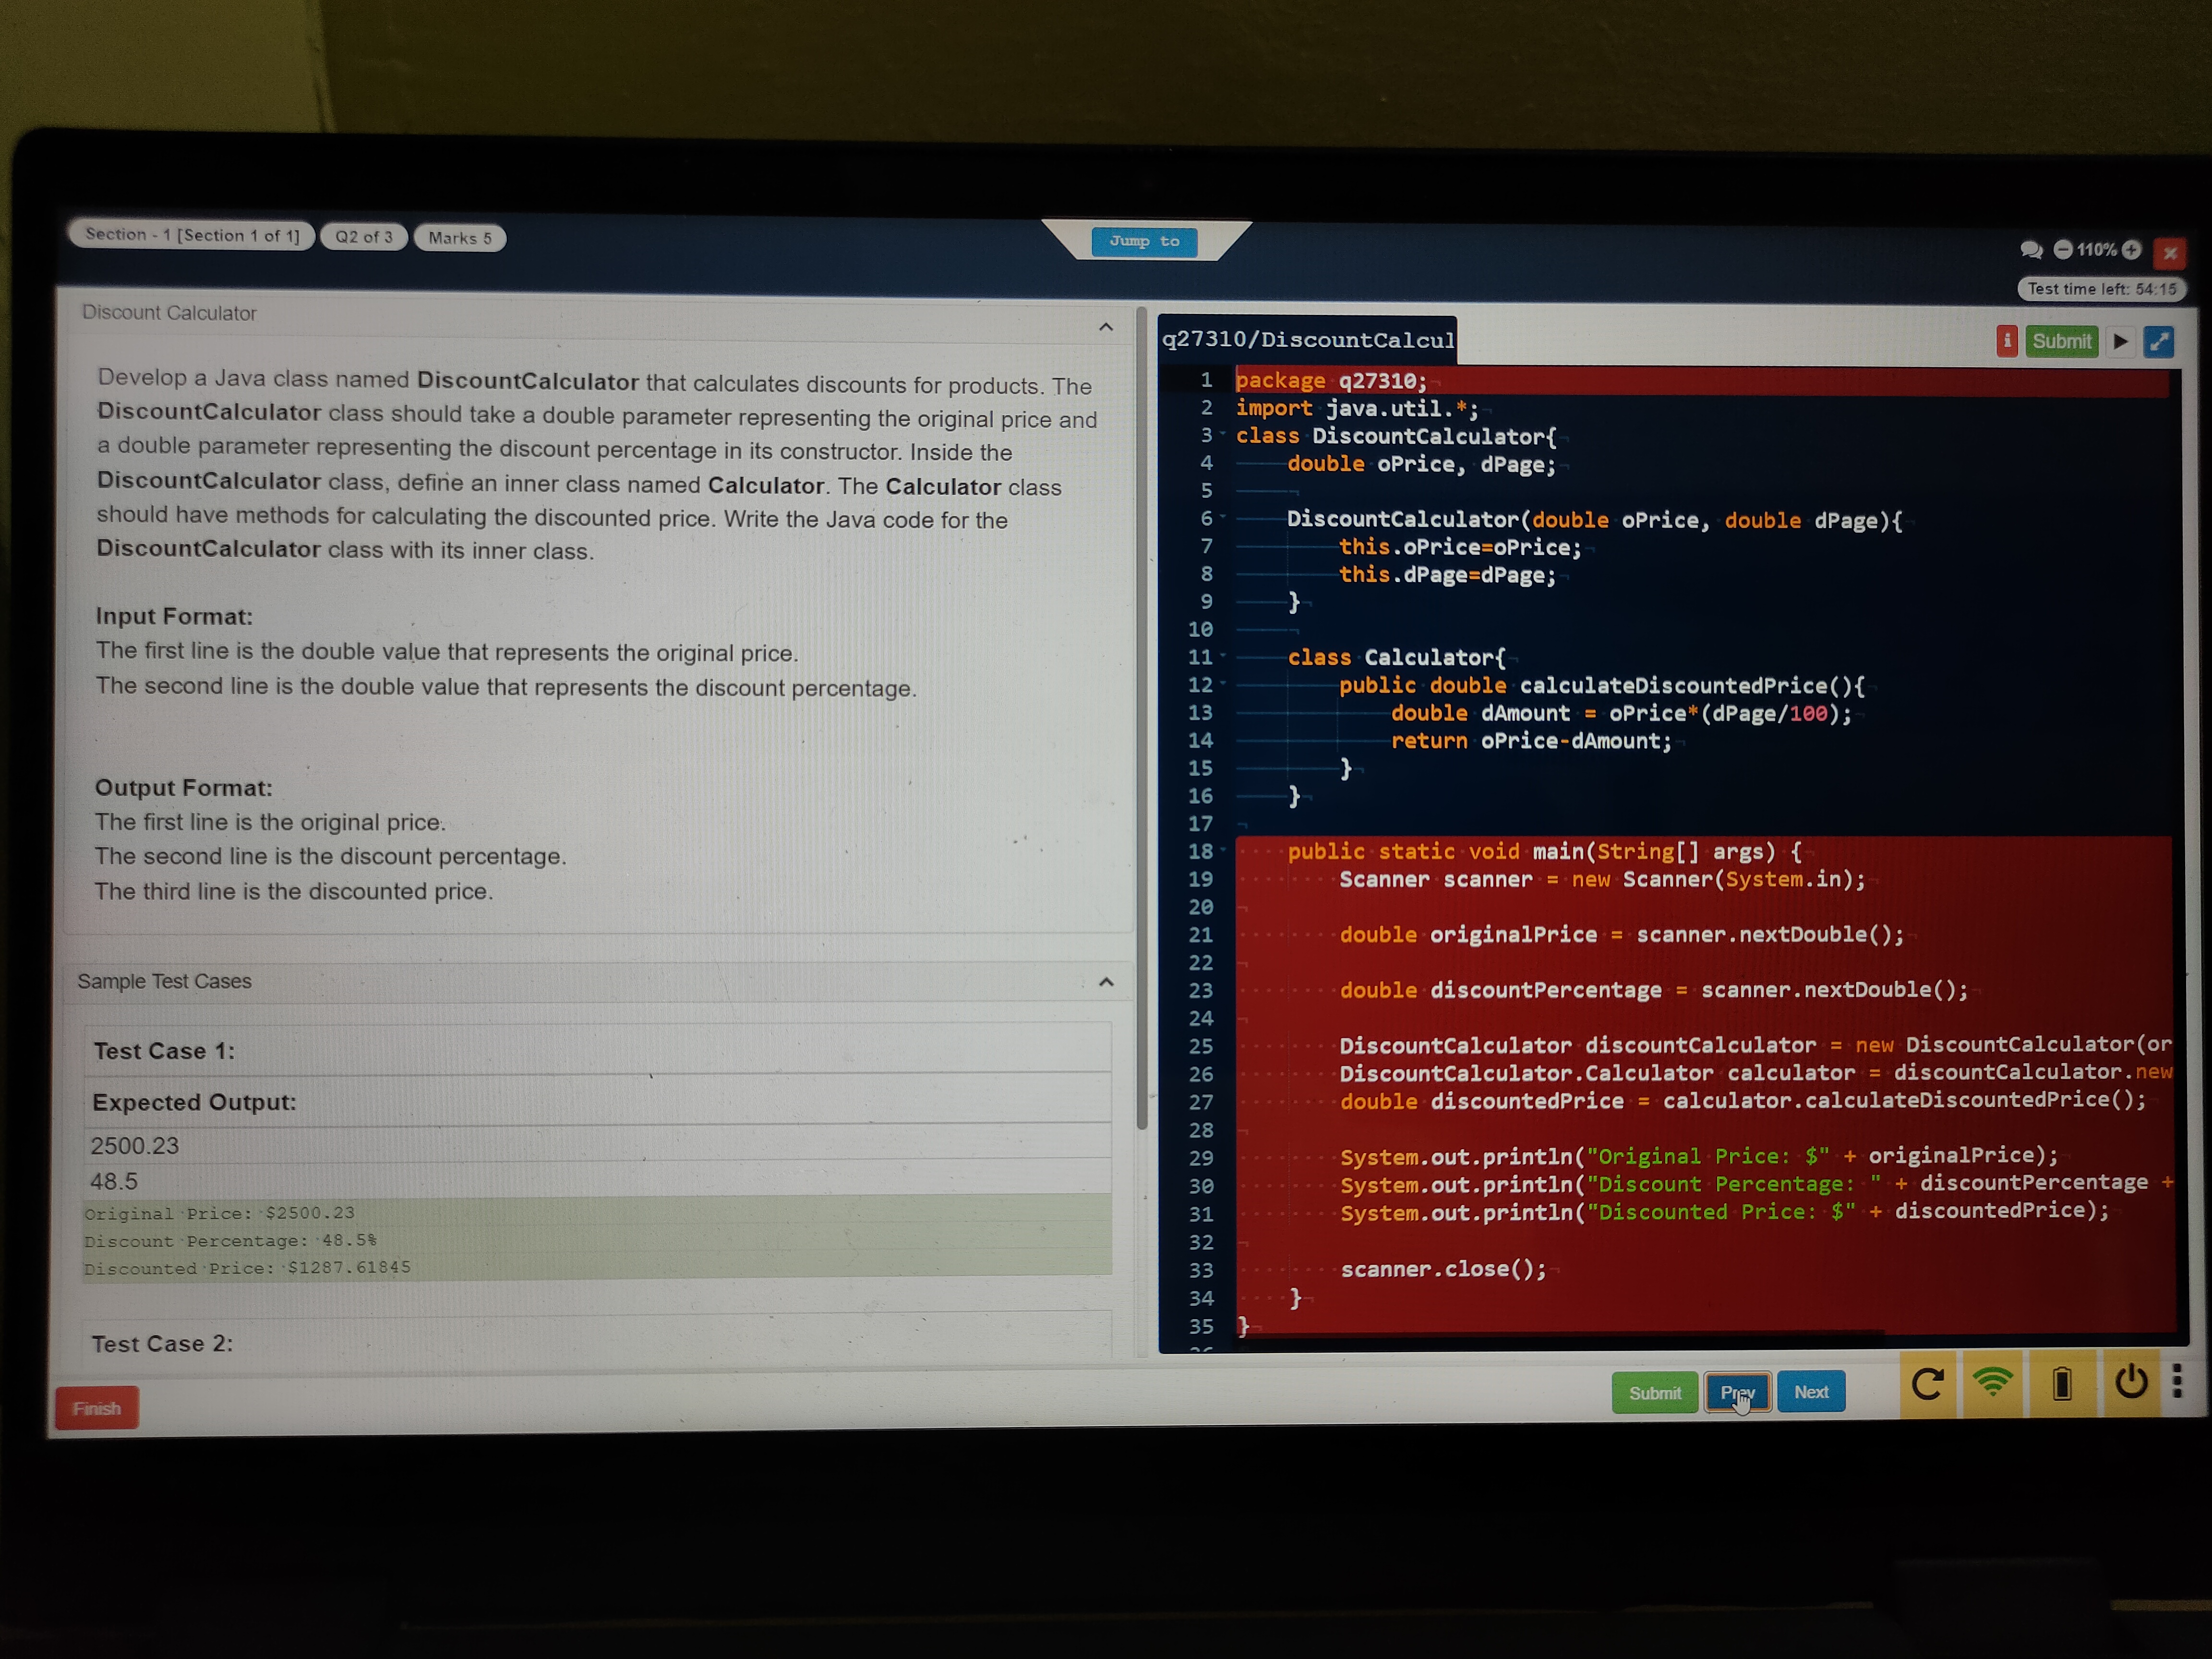 Section - 1 [Section 1 of 1] Q2 of 3 Marks 5
Jump to
110%
Test time left: 54:15
Discount Calculator
Develop a Java class named DiscountCalculator that calculates discounts for products. The
DiscountCalculator class should take a double parameter representing the original price and
a double parameter representing the discount percentage in its constructor. Inside the
DiscountCalculator class, define an inner class named Calculator. The Calculator class
should have methods for calculating the discounted price. Write the Java code for the
DiscountCalculator class with its inner class.
Input Format:
The first line is the double value that represents the original price.
The second line is the double value that represents the discount percentage.
Output Format:
The first line is the original price.
The second line is the discount percentage.
The third line is the discounted price.
Sample Test Cases
Test Case 1:
Expected Output:
2500.23
48.5
Original Price: $2500.23
Discount Percentage: 48.5%
Discounted Price: $1287.61845
Test Case 2:
Finish
q27310/DiscountCalcul
i Submit
1 package q27310;
2 import java.util.*;
3 class DiscountCalculator{
4 double oPrice, dPage;
5
6 DiscountCalculator(double oPrice, double dPage){
7 this.oPrice=oPrice;
8 this.dPage=dPage;
9 }
10
11 class Calculator{
12 public double calculateDiscountedPrice(){
13 double dAmount = oPrice*(dPage/100);
14 return oPrice-dAmount;
15 }
16 }
17
18 public static void main(String[] args) {
19 Scanner scanner = new Scanner(System.in);
20
21 double originalPrice = scanner.nextDouble();
22
23 double discountPercentage = scanner.nextDouble();
24
25 DiscountCalculator discountCalculator = new DiscountCalculator(or
26 DiscountCalculator.Calculator calculator = discountCalculator.new
27 double discountedPrice = calculator.calculateDiscountedPrice();
28
29 System.out.println("Original Price: $" + originalPrice);
30 System.out.println("Discount Percentage: " + discountPercentage +
31 System.out.println("Discounted Price: $" + discountedPrice);
32
33 scanner.close();
34 }
35 }
Submit Prev Next